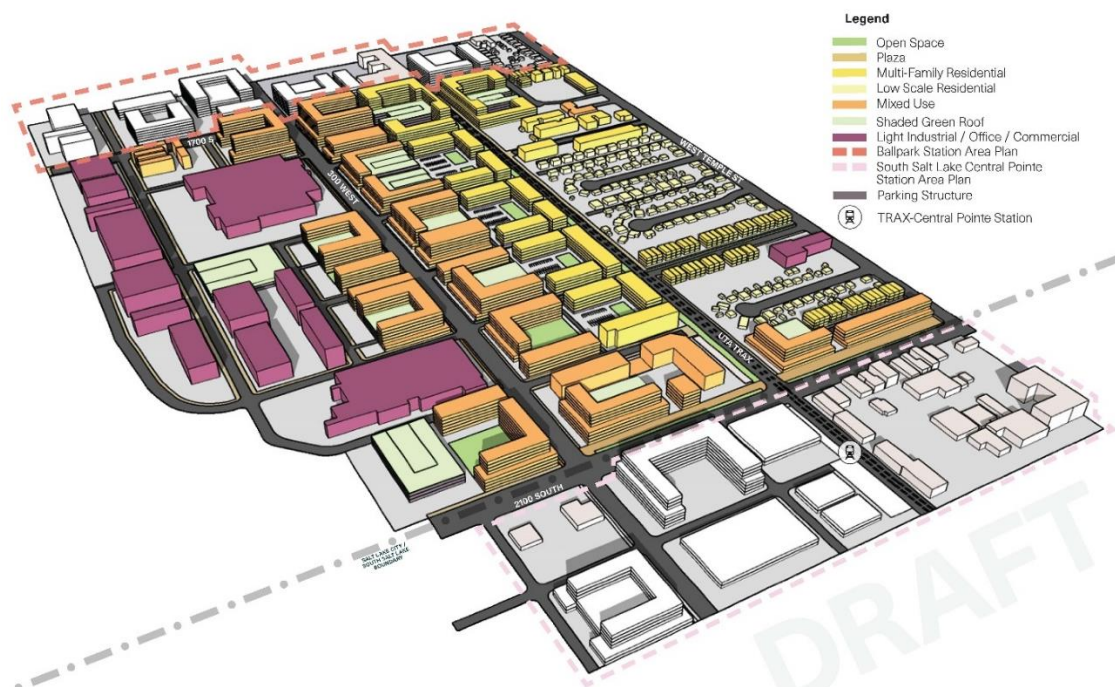 Legend
Open Space
Plaza
Multi-Family Residential
Low Scale Residential
Mixed Use
Shaded Green Roof
Light Industrial / Office / Commercial
Ballpark Station Area Plan
South Salt Lake Central Pointe
Station Area Plan
Parking Structure
TRAX-Central Pointe Station
1700 S
300 WEST
WEST TEMPLE ST
UTA TRAX
2100 SOUTH
SALT LAKE CITY /
SOUTH SALT LAKE
BOUNDARY
DRAFT